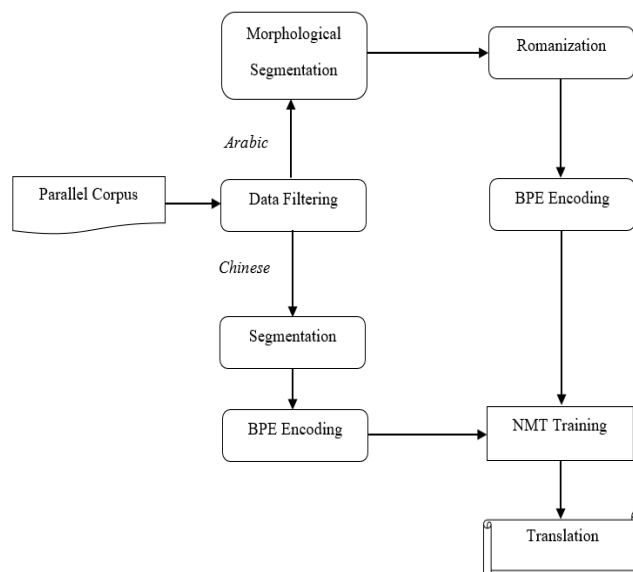 Morphological
Segmentation
Romanization
Arabic
Parallel Corpus
Data Filtering
BPE Encoding
Chinese
Segmentation
BPE Encoding
NMT Training
Translation